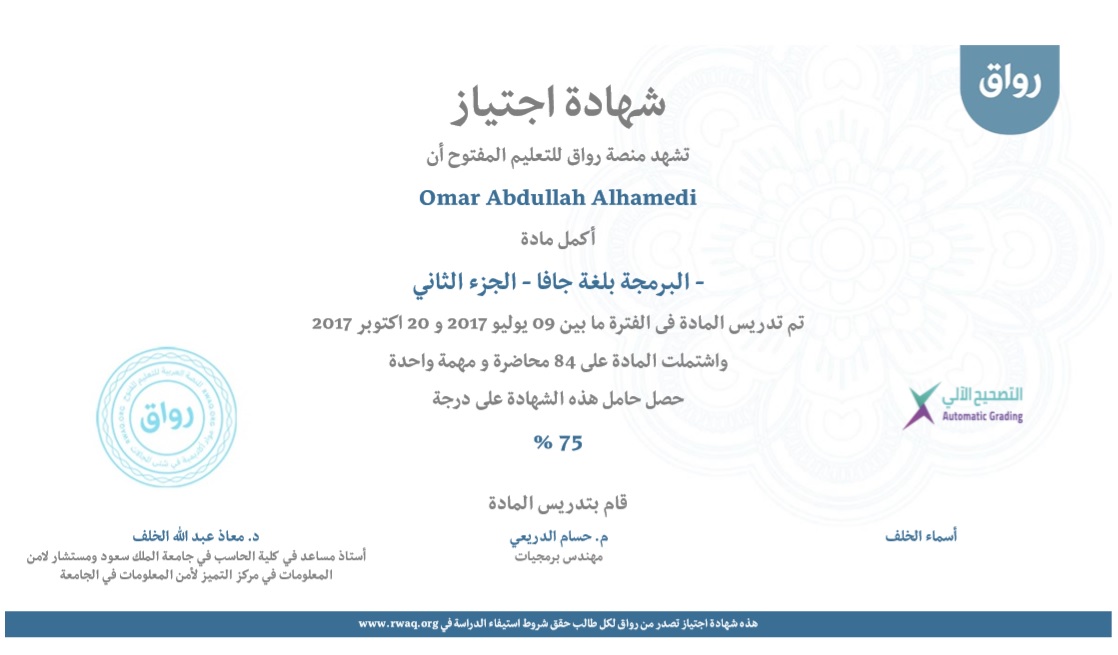 رواق
شهادة اجتياز
تشهد منصة رواق للتعليم المفتوح أن
Omar Abdullah Alhamedi
أكمل مادة
- البرمجة بلغة جافا - الجزء الثاني
تم تدريس المادة فى الفترة ما بين 09 يوليو 2017 و 20 اكتوبر 2017
واشتملت المادة على 84 محاضرة و مهمة واحدة
حصل حامل هذه الشهادة على درجة
75 %
التصحيح الآلي
Automatic Grading
رواق
قام بتدريس المادة
أسماء الخلف
م. حسام الدريعي
مهندس برمجيات
د. معاذ عبد الله الخلف
أستاذ مساعد في كلية الحاسب في جامعة الملك سعود ومستشار لامن
المعلومات في مركز التميز لأمن المعلومات في الجامعة
هذه شهادة اجتياز تصدر من رواق لكل طالب حقق شروط استيفاء الدراسة في www.rwaq.org